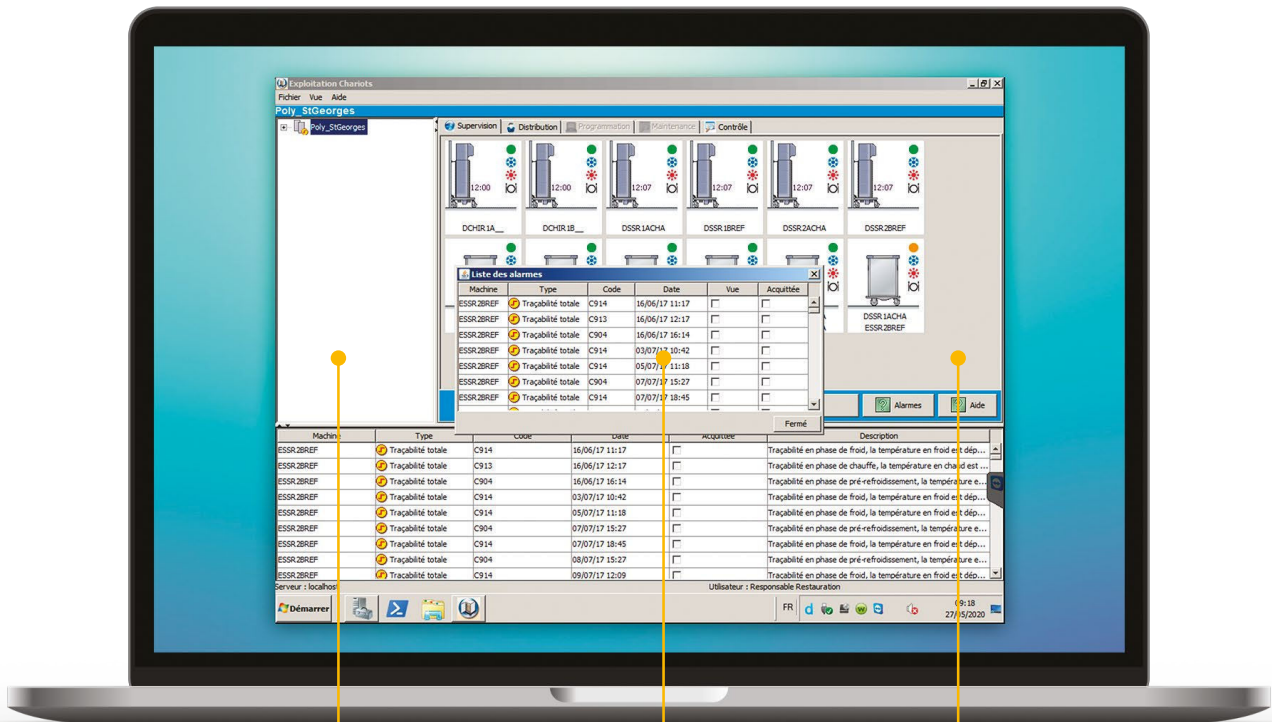 Exploitation Chariots
Fichier Vue Aide
Poly_StGeorges
Poly_StGeorges
Supervision Distribution Programmation Maintenance Contrôle
12:00 12:00 12:07 12:07 12:07 12:07
DCHIR1A__ DCHIR1B__ DSSR1ACHA DSSR1BREF DSSR2ACHA DSSR2BREF
DSSR1ACHA
ESSR2BREF
Liste des alarmes
Machine Type Code Date Vue Acquittée
ESSR2BREF Traçabilité totale C914 16/06/17 11:17
ESSR2BREF Traçabilité totale C913 16/06/17 12:17
ESSR2BREF Traçabilité totale C904 16/06/17 16:14
ESSR2BREF Traçabilité totale C914 03/07/17 10:42
ESSR2BREF Traçabilité totale C914 05/07/17 11:18
ESSR2BREF Traçabilité totale C904 07/07/17 15:27
ESSR2BREF Traçabilité totale C914 07/07/17 18:45
Fermé
Alarmes Aide
Machine Type Code Date Acquittée Description
ESSR2BREF Traçabilité totale C914 16/06/17 11:17 Traçabilité en phase de froid, la température en froid est dép...
ESSR2BREF Traçabilité totale C913 16/06/17 12:17 Traçabilité en phase de chauffe, la température en chaud est ...
ESSR2BREF Traçabilité totale C904 16/06/17 16:14 Traçabilité en phase de pré-refroidissement, la température e...
ESSR2BREF Traçabilité totale C914 03/07/17 10:42 Traçabilité en phase de froid, la température en froid est dép...
ESSR2BREF Traçabilité totale C914 05/07/17 11:18 Traçabilité en phase de froid, la température en froid est dép...
ESSR2BREF Traçabilité totale C904 07/07/17 15:27 Traçabilité en phase de pré-refroidissement, la température e...
ESSR2BREF Traçabilité totale C914 07/07/17 18:45 Traçabilité en phase de froid, la température en froid est dép...
ESSR2BREF Traçabilité totale C904 08/07/17 15:27 Traçabilité en phase de pré-refroidissement, la température e...
ESSR2BREF Traçabilité totale C914 09/07/17 12:09 Traçabilité en phase de froid, la température en froid est dép...
Serveur : localhost Utilisateur : Responsable Restauration
Démarrer FR 09:18
27/05/2020